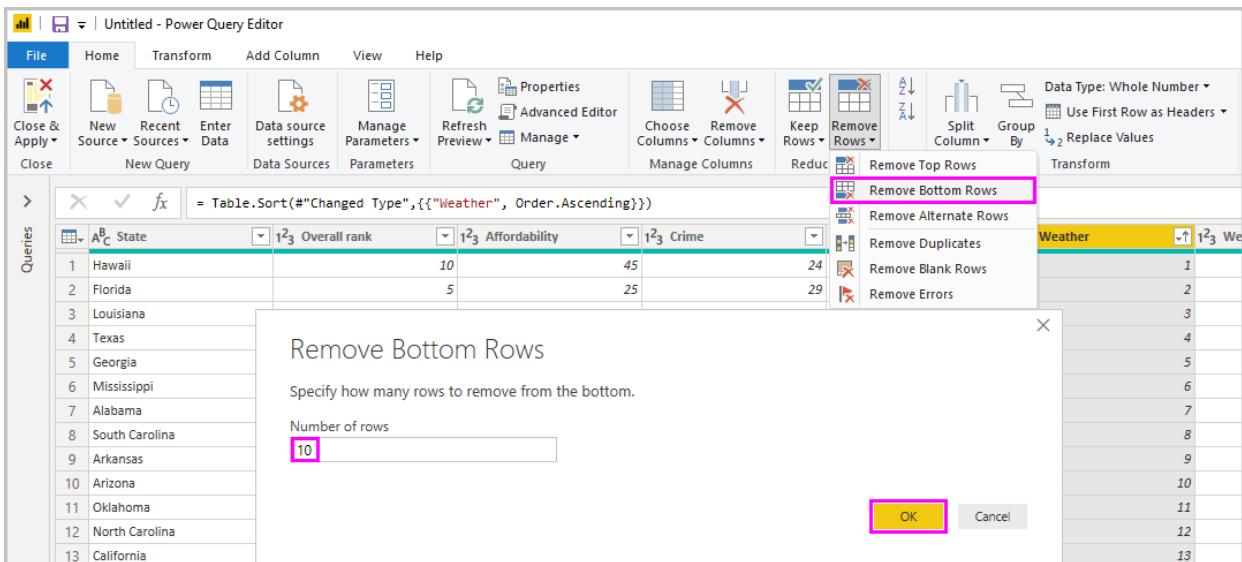 Untitled - Power Query Editor
File Home Transform Add Column View Help
Close & Apply
New Source
Recent Sources
Enter Data
Data source settings
Manage Parameters
Refresh Preview
Properties
Advanced Editor
Manage
Choose Columns
Remove Columns
Keep Rows
Remove Rows
Split Column
Group By
Data Type: Whole Number
Use First Row as Headers
Replace Values
Close New Query Data Sources Parameters Query Manage Columns Reduc Transform
Remove Top Rows
Remove Bottom Rows
Remove Alternate Rows
Remove Duplicates
Remove Blank Rows
Remove Errors
fx = Table.Sort(#"Changed Type",{{"Weather", Order.Ascending}})
Queries
ABC State 123 Overall rank 123 Affordability 123 Crime Weather 123 We
1 Hawaii 10 45 24 1
2 Florida 5 25 29 2
3 Louisiana 3
4 Texas 4
5 Georgia 5
6 Mississippi 6
7 Alabama 7
8 South Carolina 8
9 Arkansas 9
10 Arizona 10
11 Oklahoma 11
12 North Carolina 12
13 California 13
Remove Bottom Rows
Specify how many rows to remove from the bottom.
Number of rows
10
OK Cancel